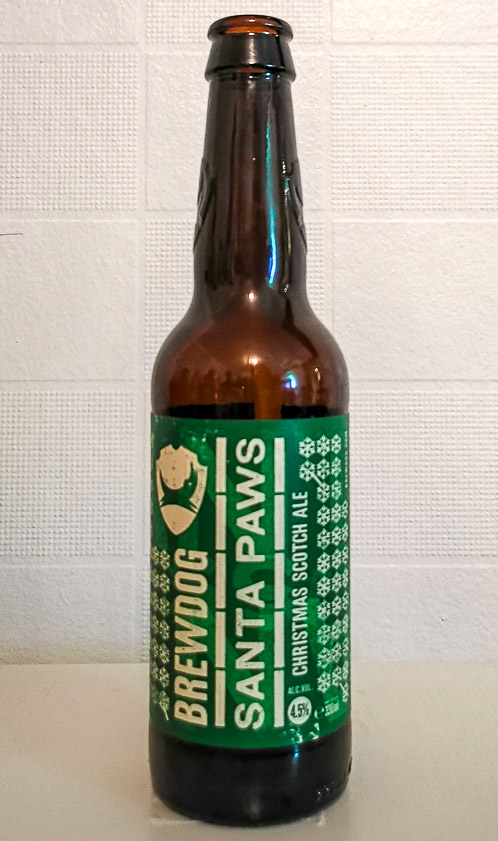 BREWDOG
SANTA PAWS
CHRISTMAS SCOTCH ALE
ALC.VOL.
4.5%
330ml